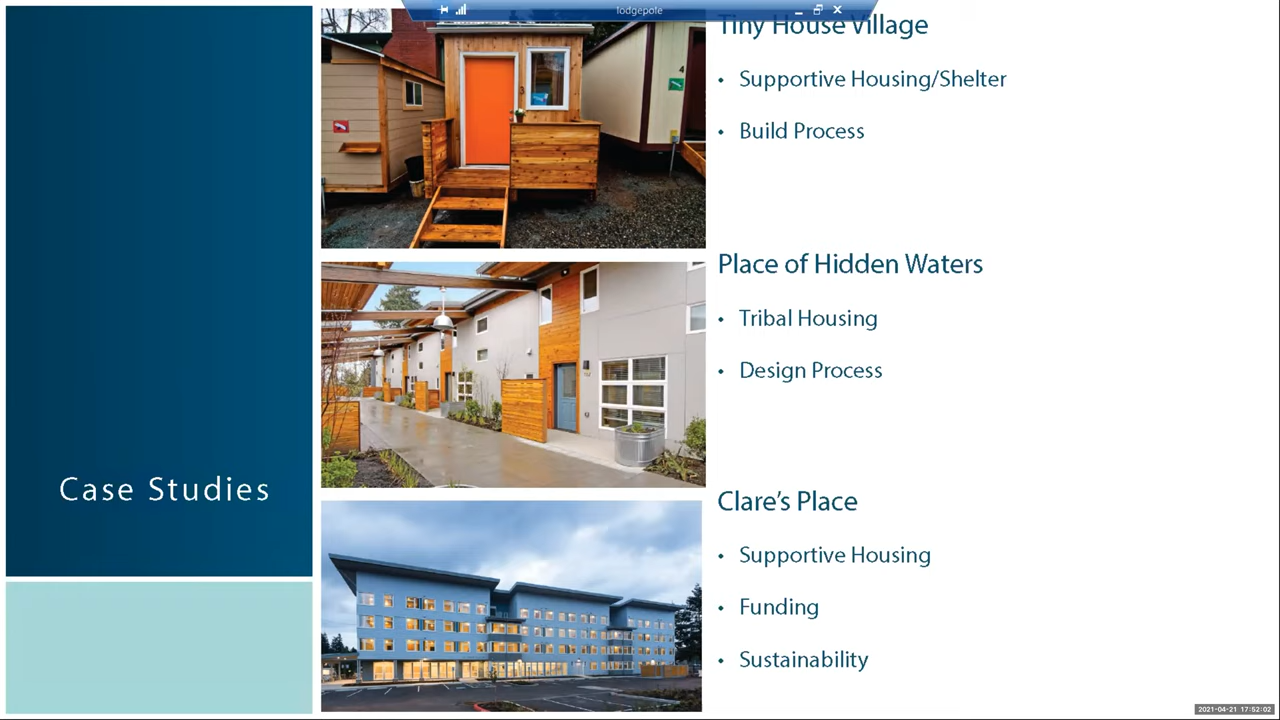 lodgepole
Tiny House Village
• Supportive Housing/Shelter
• Build Process
Place of Hidden Waters
• Tribal Housing
• Design Process
Case Studies
Clare's Place
• Supportive Housing
• Funding
• Sustainability
2021-04-21 17:52:02